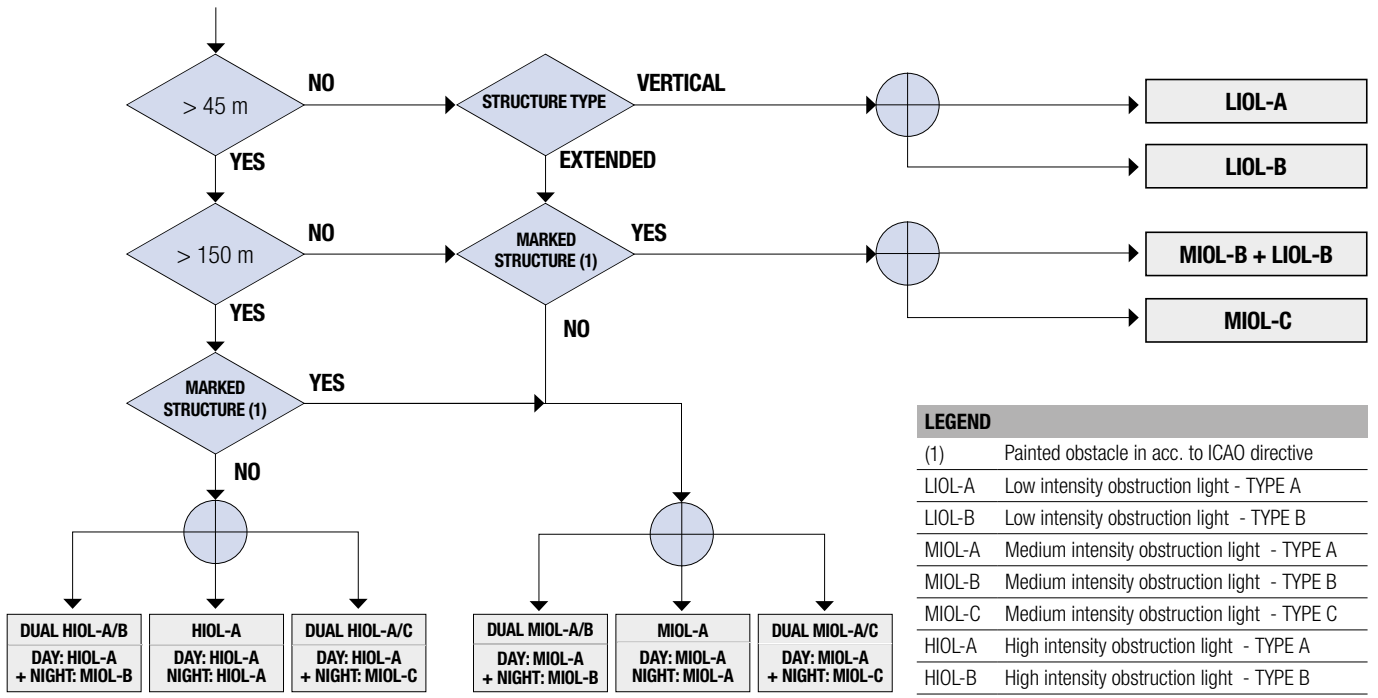 > 45 m
NO
STRUCTURE TYPE
VERTICAL
LIOL-A
YES
EXTENDED
LIOL-B
> 150 m
NO
MARKED
STRUCTURE (1)
YES
MIOL-B + LIOL-B
YES
NO
MIOL-C
MARKED
STRUCTURE (1)
YES
NO
DUAL HIOL-A/B
DAY: HIOL-A
+ NIGHT: MIOL-B
HIOL-A
DAY: HIOL-A
NIGHT: HIOL-A
DUAL HIOL-A/C
DAY: HIOL-A
+ NIGHT: MIOL-C
DUAL MIOL-A/B
DAY: MIOL-A
+ NIGHT: MIOL-B
MIOL-A
DAY: MIOL-A
NIGHT: MIOL-A
DUAL MIOL-A/C
DAY: MIOL-A
+ NIGHT: MIOL-C
LEGEND
(1) Painted obstacle in acc. to ICAO directive
LIOL-A Low intensity obstruction light - TYPE A
LIOL-B Low intensity obstruction light - TYPE B
MIOL-A Medium intensity obstruction light - TYPE A
MIOL-B Medium intensity obstruction light - TYPE B
MIOL-C Medium intensity obstruction light - TYPE C
HIOL-A High intensity obstruction light - TYPE A
HIOL-B High intensity obstruction light - TYPE B